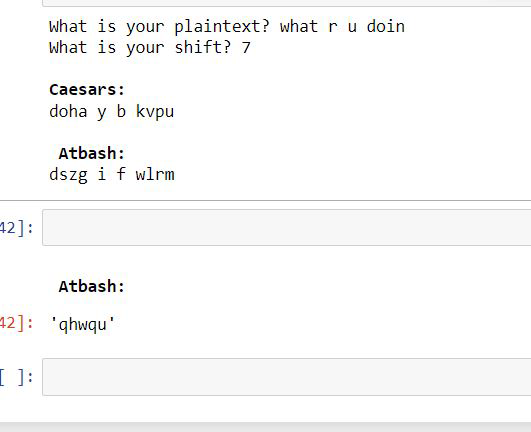 What is your plaintext? what r u doin
What is your shift? 7
Caesars:
doha y b kvpu
Atbash:
dszg i f wlrm
42]:
Atbash:
42]: 'qhwqu'
[ ]: